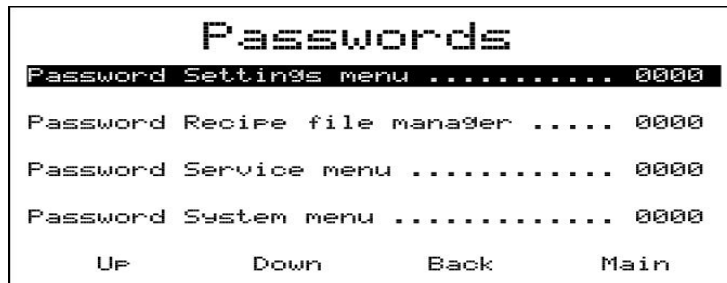 Passwords
Password Settings menu ........... 0000
Password Recipe file manager ..... 0000
Password Service menu ............ 0000
Password System menu ............. 0000
Up Down Back Main